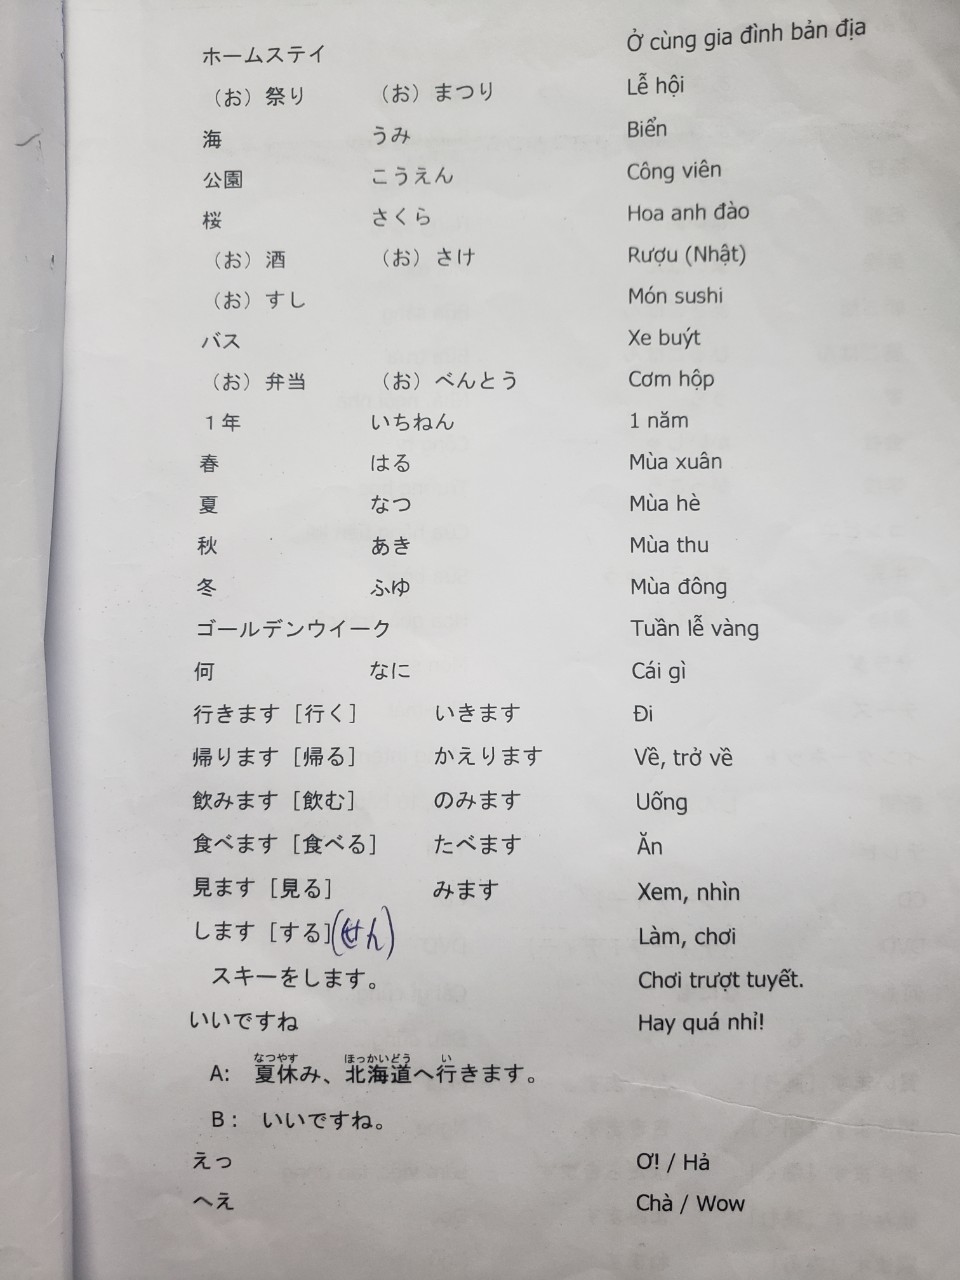 ホームステイ Ở cùng gia đình bản địa
（お）祭り （お）まつり Lễ hội
海 うみ Biển
公園 こうえん Công viên
桜 さくら Hoa anh đào
（お）酒 （お）さけ Rượu (Nhật)
（お）すし Món sushi
バス Xe buýt
（お）弁当 （お）べんとう Cơm hộp
１年 いちねん 1 năm
春 はる Mùa xuân
夏 なつ Mùa hè
秋 あき Mùa thu
冬 ふゆ Mùa đông
ゴールデンウイーク Tuần lễ vàng
何 なに Cái gì
行きます［行く］ いきます Đi
帰ります［帰る］ かえります Về, trở về
飲みます［飲む］ のみます Uống
食べます［食べる］ たべます Ăn
見ます［見る］ みます Xem, nhìn
します［する］(せん) Làm, chơi
スキーをします。 Chơi trượt tuyết.
いいですね Hay quá nhỉ!
なつやす ほっかいどう い
A: 夏休み、北海道へ行きます。
B: いいですね。
えっ Ơ! / Hả
へえ Chà / Wow